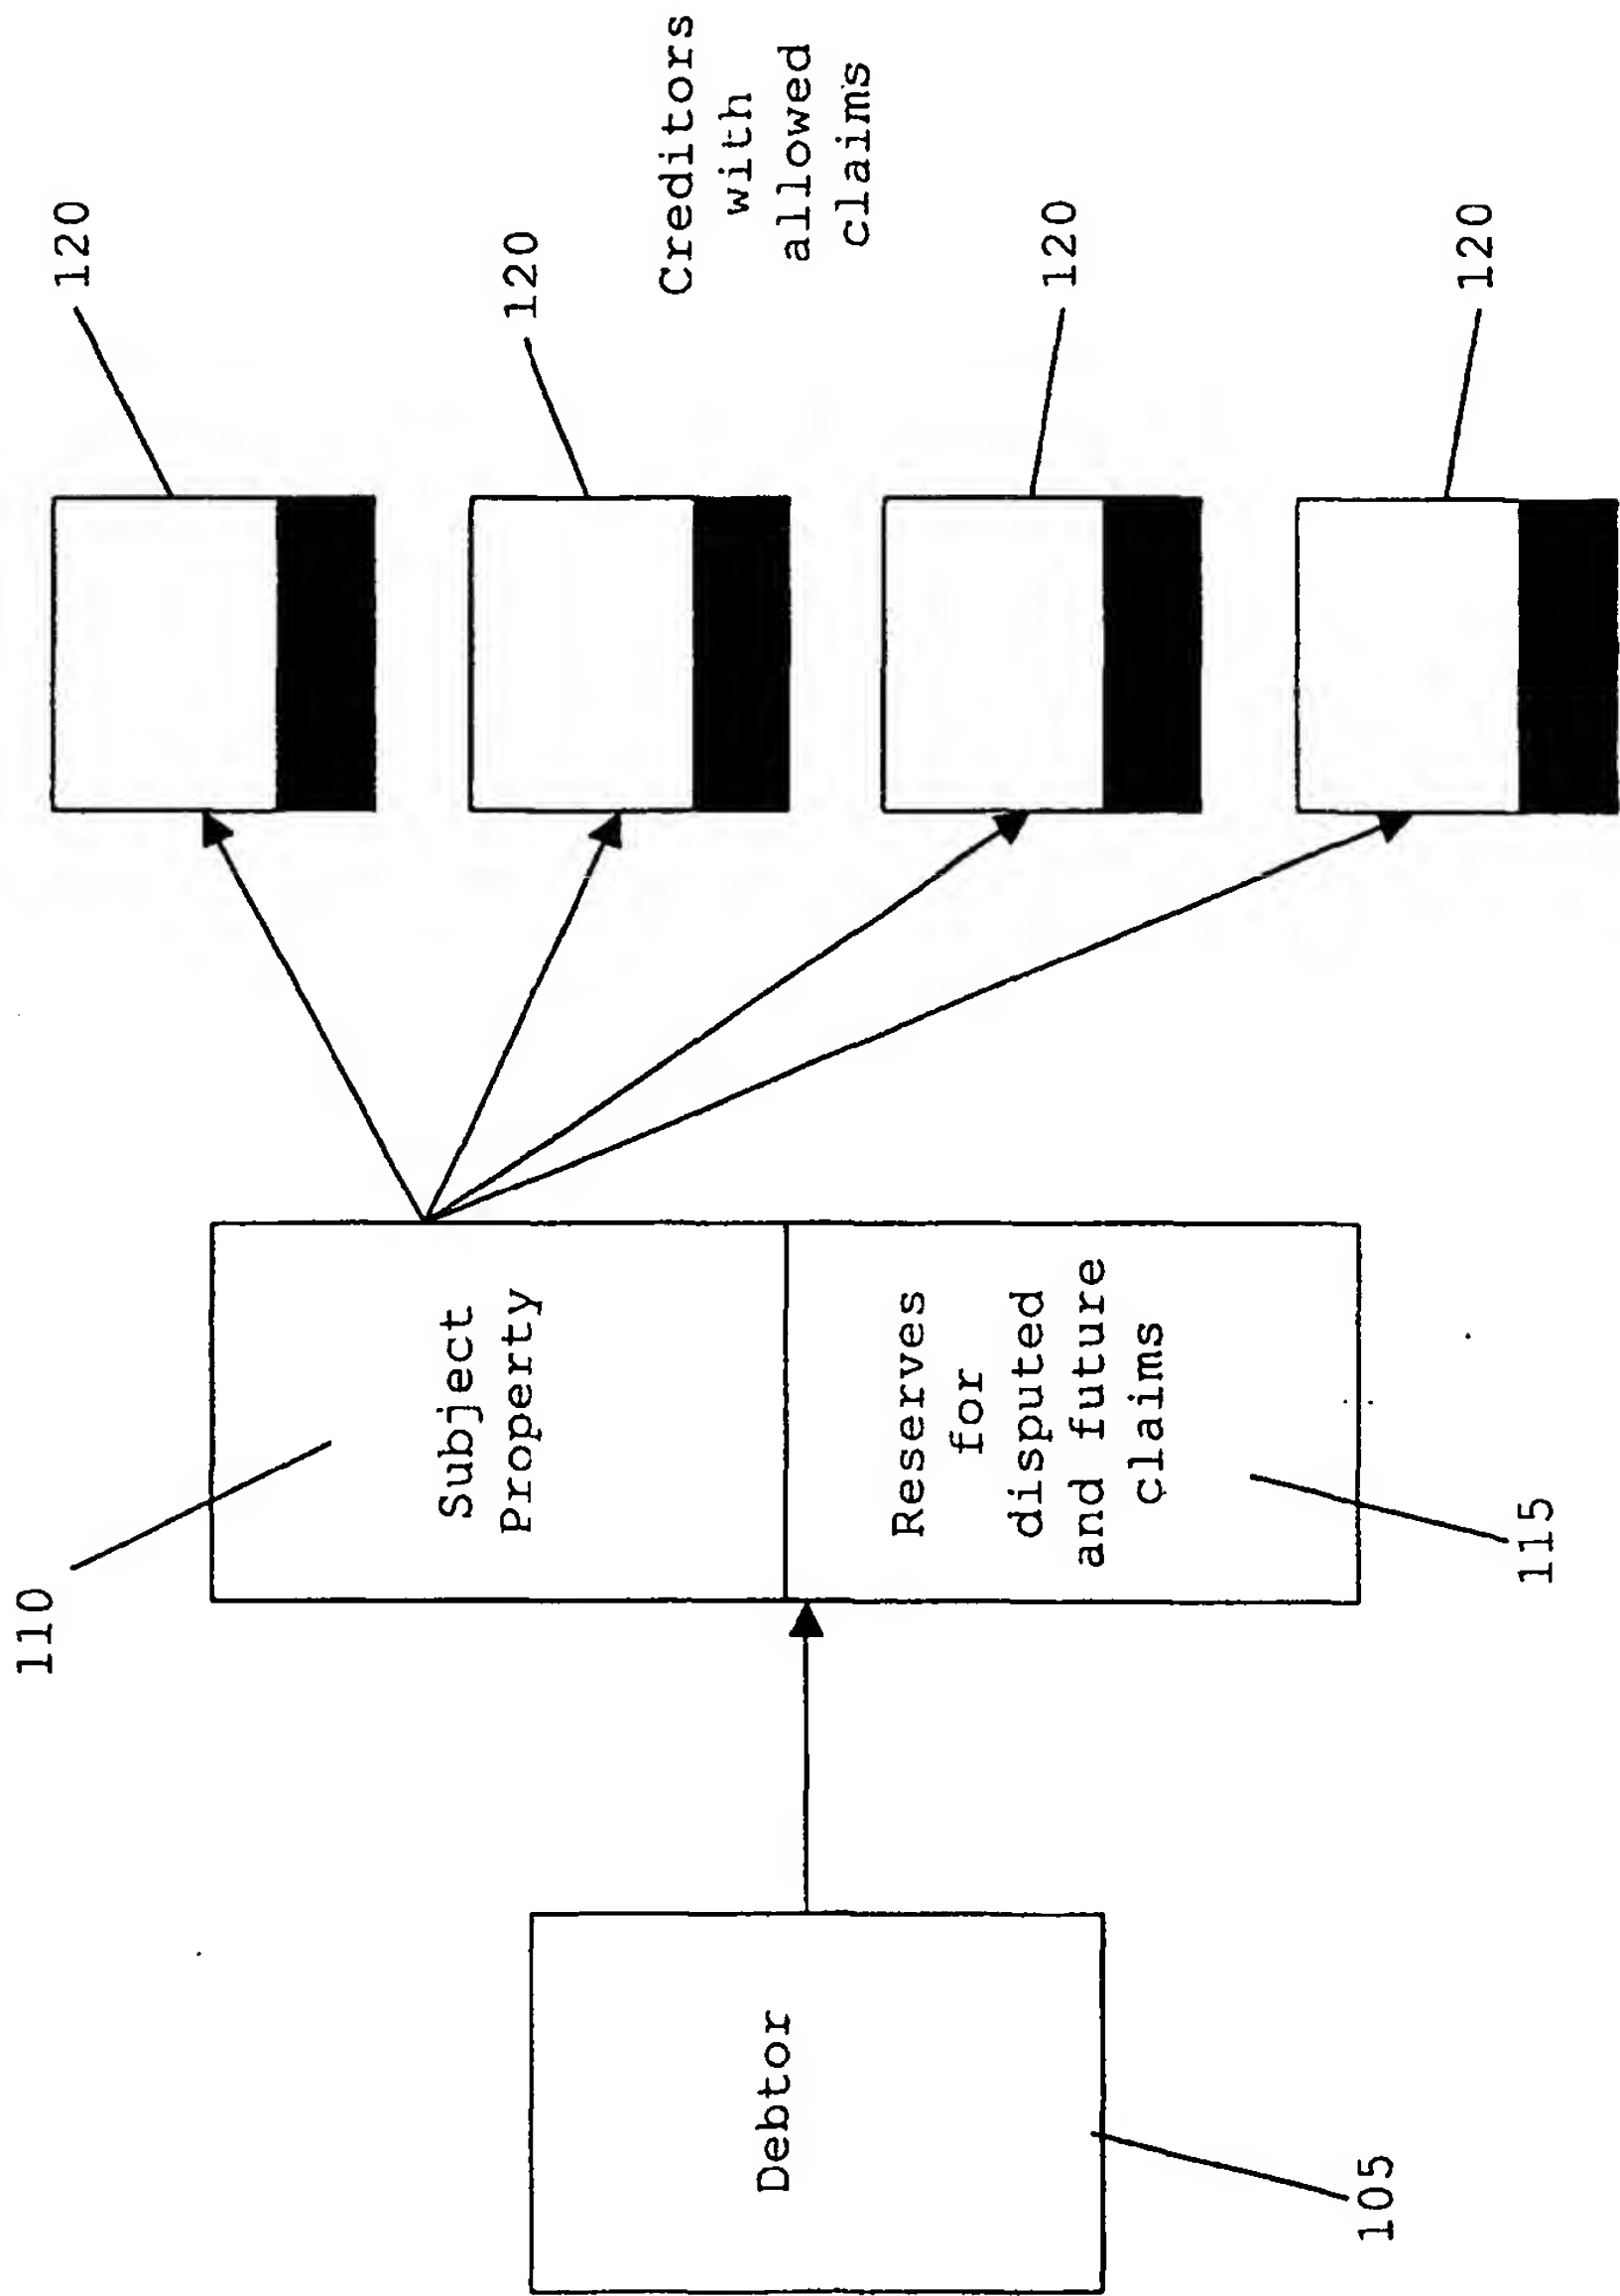 110
120
Subject
Property
120
Creditors
with
allowed
claims
Debtor
Reserves
for
disputed
and future
claims
120
105
120
115